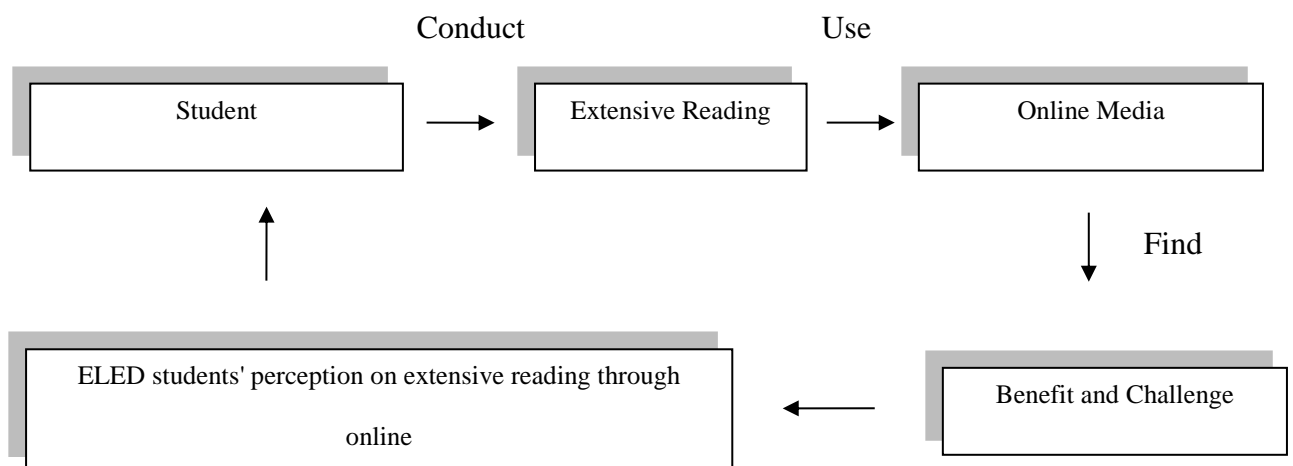 Conduct
Use
Student
Extensive Reading
Online Media
Find
ELED students' perception on extensive reading through
online
Benefit and Challenge